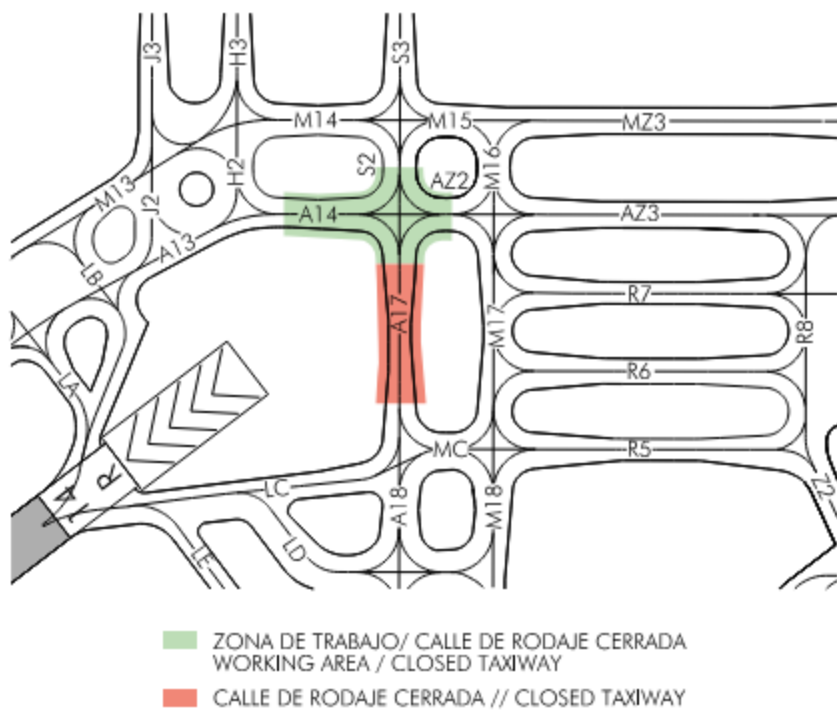 J3
H3
S3
M14
M15
MZ3
M16
S2
H2
AZ2
M13
J2
A14
AZ3
A13
LB
R7
A17
M17
R8
LA
R6
MC
R5
14
R
LC
A18
M18
ZZ
LD
LE
ZONA DE TRABAJO/ CALLE DE RODAJE CERRADA
WORKING AREA / CLOSED TAXIWAY
CALLE DE RODAJE CERRADA // CLOSED TAXIWAY